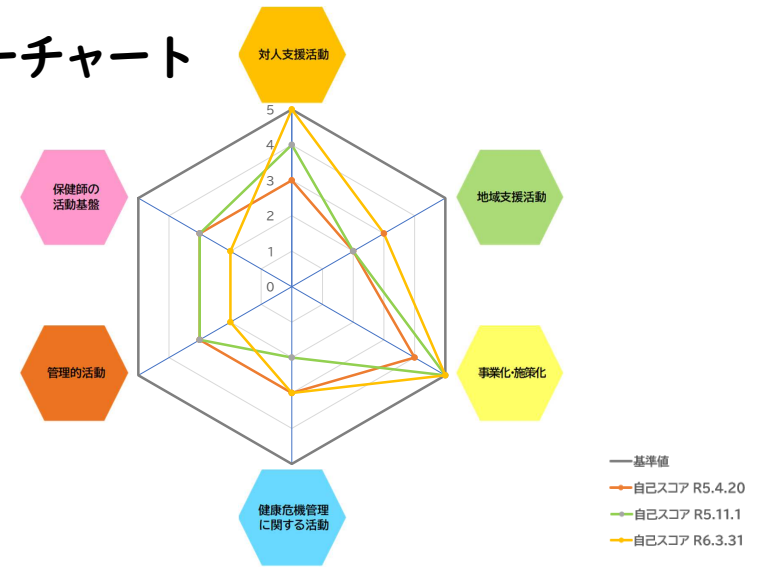 ーチャート
対人支援活動
保健師の
活動基盤
地域支援活動
5
4
3
2
1
0
管理的活動
事業化・施策化
健康危機管理
に関する活動
基準値
自己スコア R5.4.20
自己スコア R5.11.1
自己スコア R6.3.31